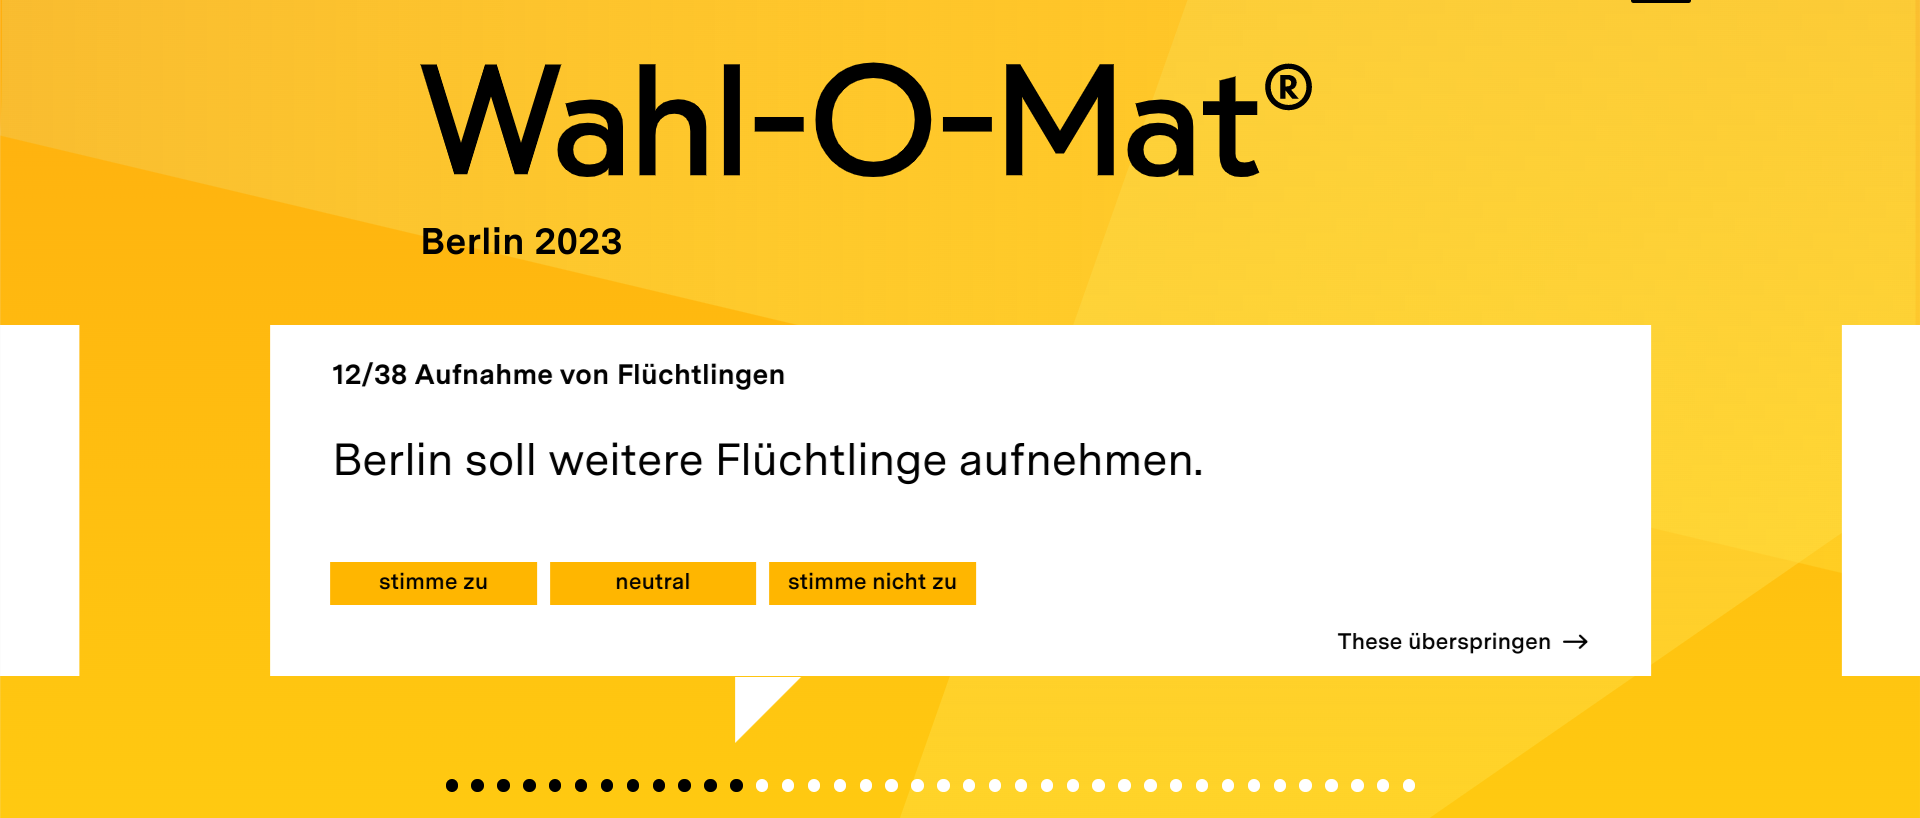 Wahl-O-Mat®
Berlin 2023
12/38 Aufnahme von Flüchtlingen
Berlin soll weitere Flüchtlinge aufnehmen.
stimme zu
neutral
stimme nicht zu
These überspringen →